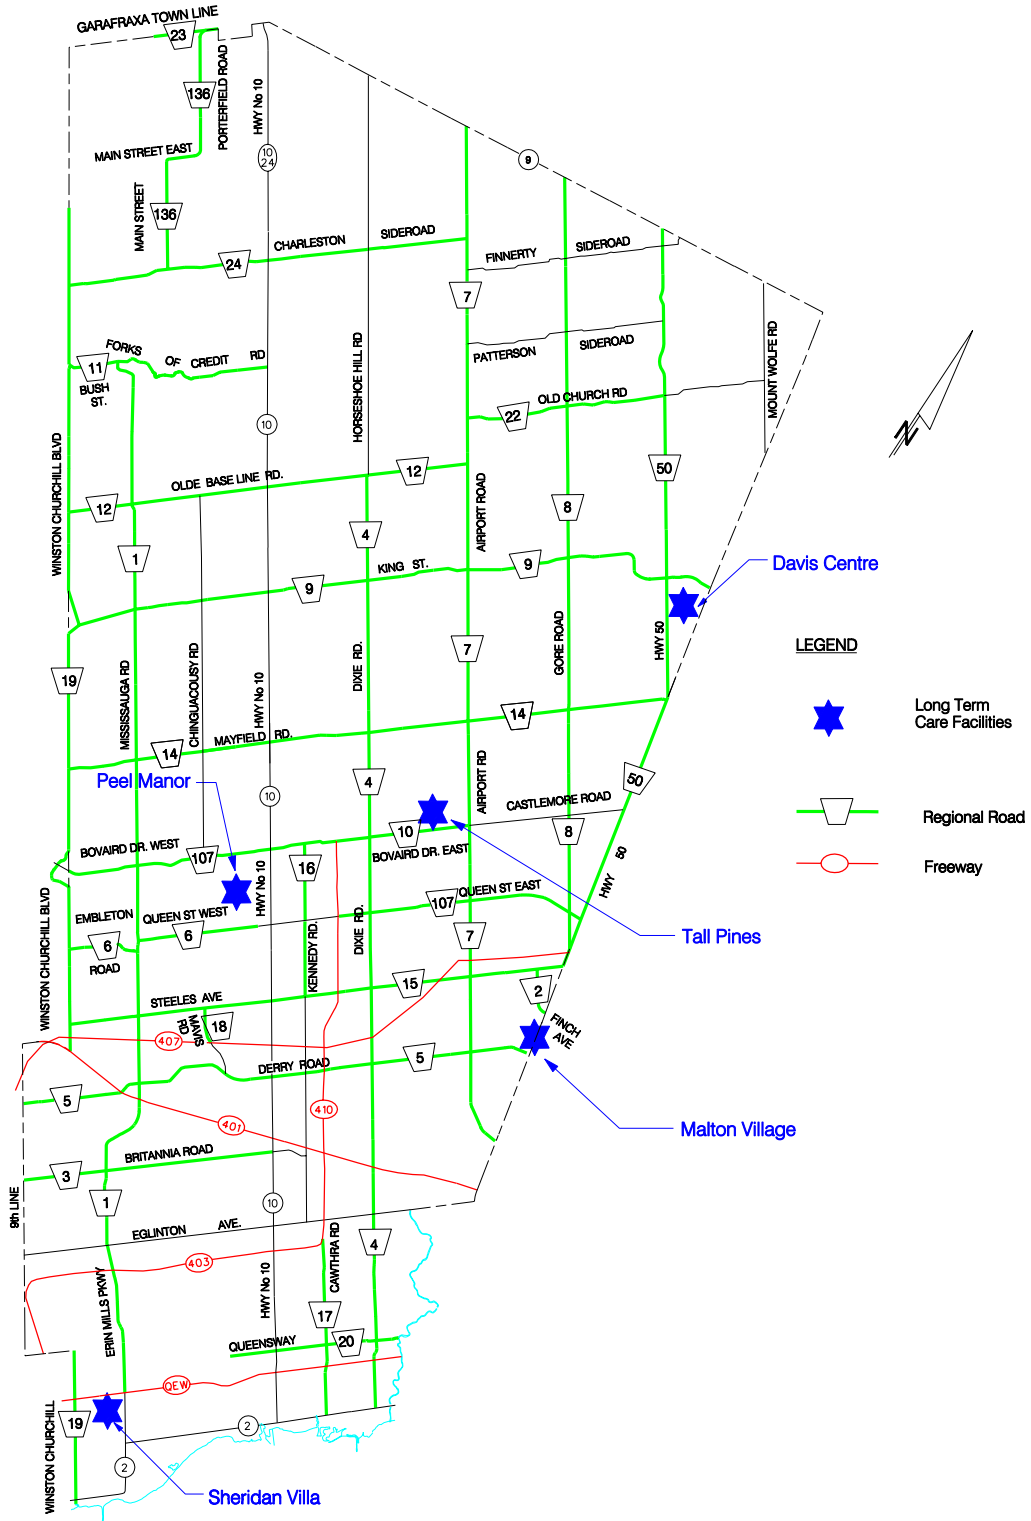 GARAFRAXA TOWN LINE
23
PORTERFIELD ROAD
136
HWY No 10
MAIN STREET EAST
10
24
9
MAIN STREET
136
CHARLESTON SIDEROAD
24
FINNERTY SIDEROAD
7
HORSESHOE HILL RD
MOUNT WOLFE RD
PATTERSON SIDEROAD
FORKS OF CREDIT RD
11
BUSH
ST.
OLD CHURCH RD
22
10
N
WINSTON CHURCHILL BLVD
OLDE BASE LINE RD.
12
12
50
AIRPORT ROAD
8
4
1
KING ST.
9
9
Davis Centre
GORE ROAD
HWY 50
LEGEND
7
DIXIE RD.
CHINGUACOUSY RD
MISSISSAUGA RD
19
HWY No 10
Long Term
Care Facilities
14
MAYFIELD RD.
14
Peel Manor
4
AIRPORT RD
50
10
CASTLEMORE ROAD
Regional Road
10
8
BOVAIRD DR. WEST
107
BOVAIRD DR. EAST
16
HWY 50
Freeway
HWY No 10
QUEEN ST EAST
107
WINSTON CHURCHILL BLVD
EMBLETON
QUEEN ST WEST
6
6
ROAD
KENNEDY RD.
DIXIE RD.
7
Tall Pines
STEELES AVE
15
2
MAVIS
RD
18
FINCH
AVE
407
DERRY ROAD
5
5
410
401
Malton Village
BRITANNIA ROAD
3
1
10
9th LINE
EGLINTON AVE.
CAWTHRA RD
4
403
HWY No 10
ERIN MILLS PKWY
17
QUEENSWAY
20
QEW
WINSTON CHURCHILL
19
2
2
Sheridan Villa